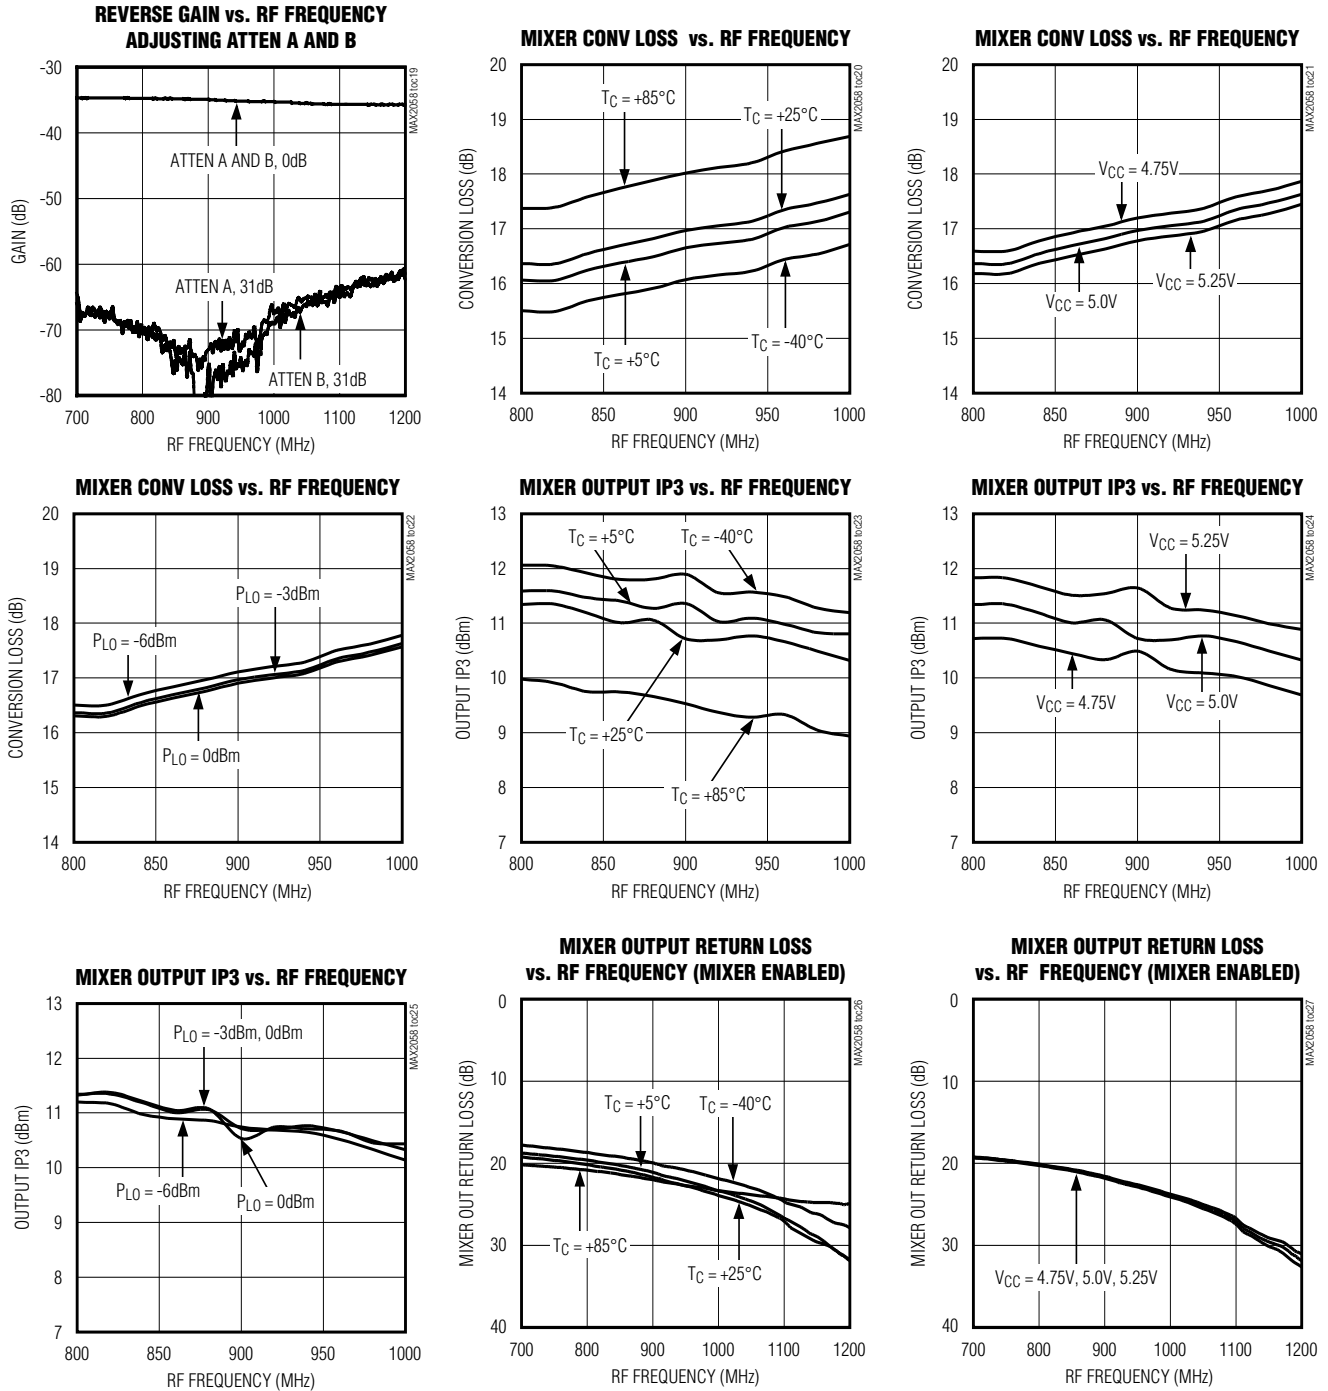 REVERSE GAIN vs. RF FREQUENCY
ADJUSTING ATTEN A AND B
-30
-40
-50
-60
-70
-80
GAIN (dB)
ATTEN A AND B, 0dB
ATTEN A, 31dB
ATTEN B, 31dB
700 800 900 1000 1100 1200
RF FREQUENCY (MHz)
MAX2058 toc19
MIXER CONV LOSS vs. RF FREQUENCY
20
19
18
17
16
15
14
CONVERSION LOSS (dB)
TC = +85°C
TC = +25°C
TC = +5°C
TC = -40°C
800 850 900 950 1000
RF FREQUENCY (MHz)
MAX2058 toc20
MIXER CONV LOSS vs. RF FREQUENCY
20
19
18
17
16
15
14
CONVERSION LOSS (dB)
VCC = 4.75V
VCC = 5.25V
VCC = 5.0V
800 850 900 950 1000
RF FREQUENCY (MHz)
MAX2058 toc21
MIXER CONV LOSS vs. RF FREQUENCY
20
19
18
17
16
15
14
CONVERSION LOSS (dB)
PLO = -3dBm
PLO = -6dBm
PLO = 0dBm
800 850 900 950 1000
RF FREQUENCY (MHz)
MAX2058 toc22
MIXER OUTPUT IP3 vs. RF FREQUENCY
13
12
11
10
9
8
7
OUTPUT IP3 (dBm)
TC = +5°C
TC = -40°C
TC = +25°C
TC = +85°C
800 850 900 950 1000
RF FREQUENCY (MHz)
MAX2058 toc23
MIXER OUTPUT IP3 vs. RF FREQUENCY
13
12
11
10
9
8
7
OUTPUT IP3 (dBm)
VCC = 5.25V
VCC = 4.75V
VCC = 5.0V
800 850 900 950 1000
RF FREQUENCY (MHz)
MAX2058 toc24
MIXER OUTPUT IP3 vs. RF FREQUENCY
13
12
11
10
9
8
7
OUTPUT IP3 (dBm)
PLO = -3dBm, 0dBm
PLO = -6dBm
PLO = 0dBm
800 850 900 950 1000
RF FREQUENCY (MHz)
MAX2058 toc25
MIXER OUTPUT RETURN LOSS
vs. RF FREQUENCY (MIXER ENABLED)
0
10
20
30
40
MIXER OUT RETURN LOSS (dB)
TC = +5°C
TC = -40°C
TC = +85°C
TC = +25°C
700 800 900 1000 1100 1200
RF FREQUENCY (MHz)
MAX2058 toc26
MIXER OUTPUT RETURN LOSS
vs. RF FREQUENCY (MIXER ENABLED)
0
10
20
30
40
MIXER OUT RETURN LOSS (dB)
VCC = 4.75V, 5.0V, 5.25V
700 800 900 1000 1100 1200
RF FREQUENCY (MHz)
MAX2058 toc27